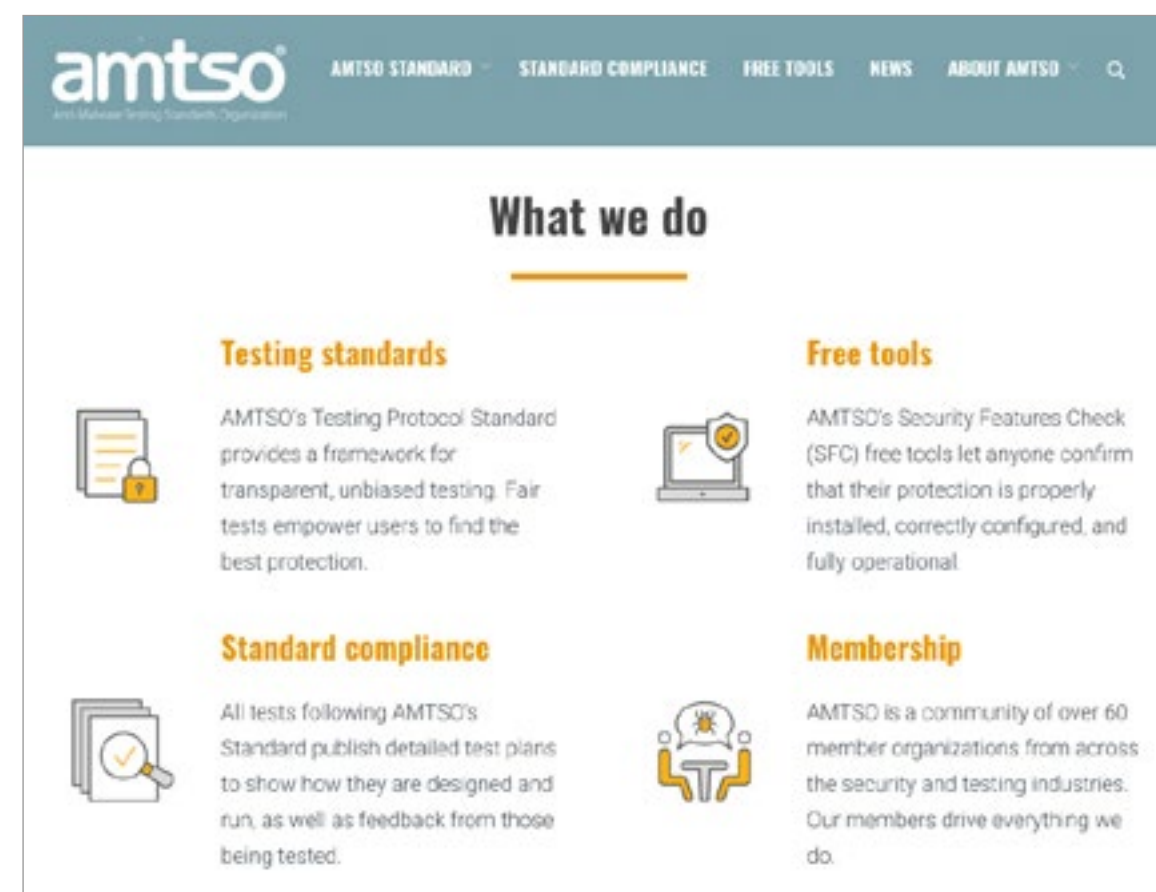 amtso®
Anti-Malware Testing Standards Organization
AMTSO STANDARD
STANDARD COMPLIANCE
FREE TOOLS
NEWS
ABOUT AMTSO
What we do
Testing standards
AMTSO's Testing Protocol Standard
provides a framework for
transparent, unbiased testing. Fair
tests empower users to find the
best protection.
Free tools
AMTSO's Security Features Check
(SFC) free tools let anyone confirm
that their protection is properly
installed, correctly configured, and
fully operational.
Standard compliance
All tests following AMTSO's
Standard publish detailed test plans
to show how they are designed and
run, as well as feedback from those
being tested.
Membership
AMTSO is a community of over 60
member organizations from across
the security and testing industries.
Our members drive everything we
do.